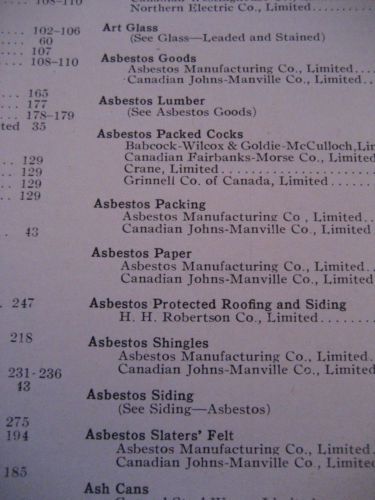 108-110
Northern Electric Co., Limited
102-106
60
107
108-110
Art Glass
(See Glass—Leaded and Stained)
Asbestos Goods
Asbestos Manufacturing Co., Limited....
Canadian Johns-Manville Co., Limited..
165
177
178-179
35
Asbestos Lumber
(See Asbestos Goods)
Asbestos Packed Cocks
Babcock-Wilcox & Goldie-McCulloch,
Canadian Fairbanks-Morse Co., Limited
Crane, Limited
Grinnell Co. of Canada, Limited
129
129
129
129
Asbestos Packing
Asbestos Manufacturing Co , Limited
Canadian Johns-Manville Co., Limited
43
Asbestos Paper
Asbestos Manufacturing Co., Limited..
Canadian Johns-Manville Co., Limited
247
Asbestos Protected Roofing and Siding
H. H. Robertson Co., Limited
218
Asbestos Shingles
Asbestos Manufacturing Co., Limited
Canadian Johns-Manville Co., Limited
231-236
43
Asbestos Siding
(See Siding—Asbestos)
275
194
Asbestos Slaters' Felt
Asbestos Manufacturing Co., Limited
Canadian Johns-Manville Co., Limited
185
Ash Cans